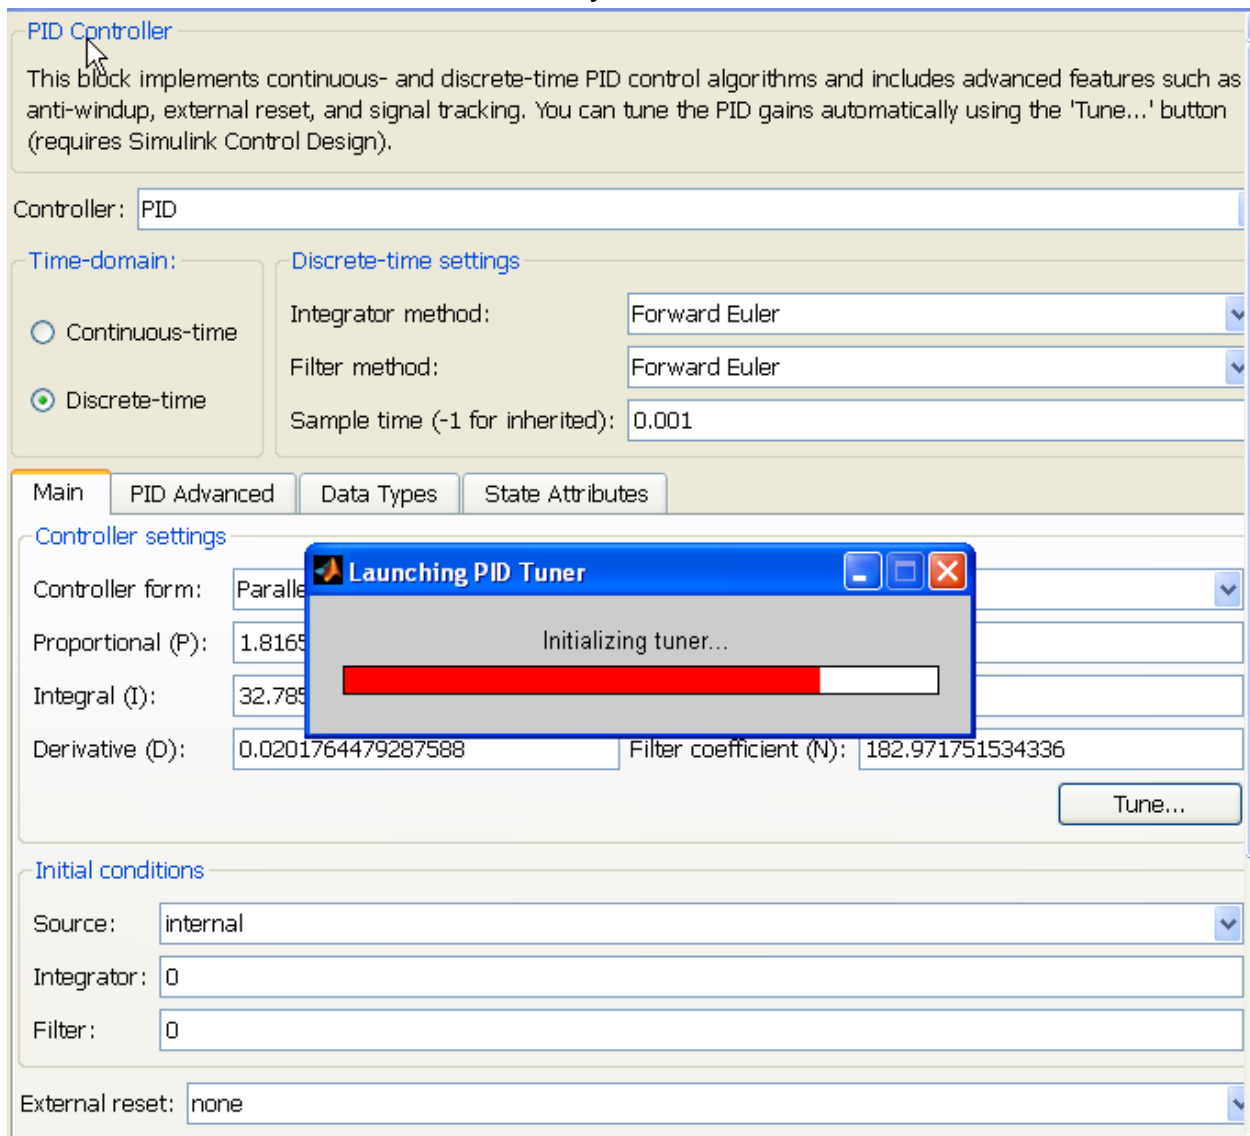 PID Controller
This block implements continuous- and discrete-time PID control algorithms and includes advanced features such as
anti-windup, external reset, and signal tracking. You can tune the PID gains automatically using the 'Tune...' button
(requires Simulink Control Design).
Controller: PID
Time-domain:
Continuous-time
Discrete-time
Discrete-time settings
Integrator method: Forward Euler
Filter method: Forward Euler
Sample time (-1 for inherited): 0.001
Main PID Advanced Data Types State Attributes
Controller settings
Launching PID Tuner
Initializing tuner...
Controller form: Paralle
Proportional (P): 1.8165
Integral (I): 32.785
Derivative (D): 0.0201764479287588 Filter coefficient (N): 182.971751534336
Tune...
Initial conditions
Source: internal
Integrator: 0
Filter: 0
External reset: none